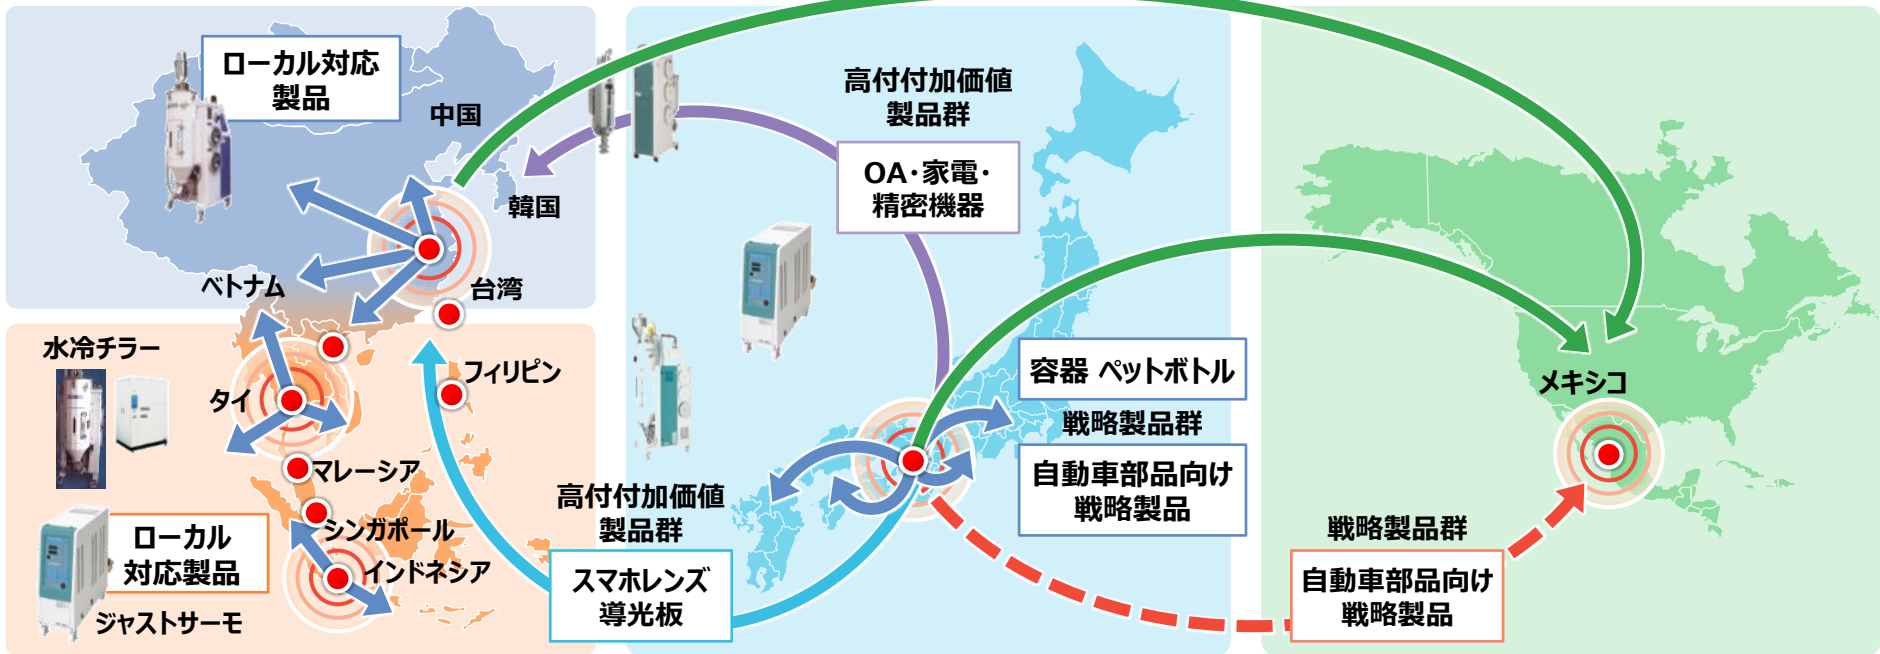 ローカル対応
製品
中国
韓国
ベトナム
台湾
水冷チラー
フィリピン
タイ
マレーシア
シンガポール
インドネシア
ローカル
対応製品
ジャストサーモ
高付付加価値
製品群
OA・家電・
精密機器
容器 ペットボトル
戦略製品群
自動車部品向け
戦略製品
高付付加価値
製品群
スマホレンズ
導光板
メキシコ
戦略製品群
自動車部品向け
戦略製品